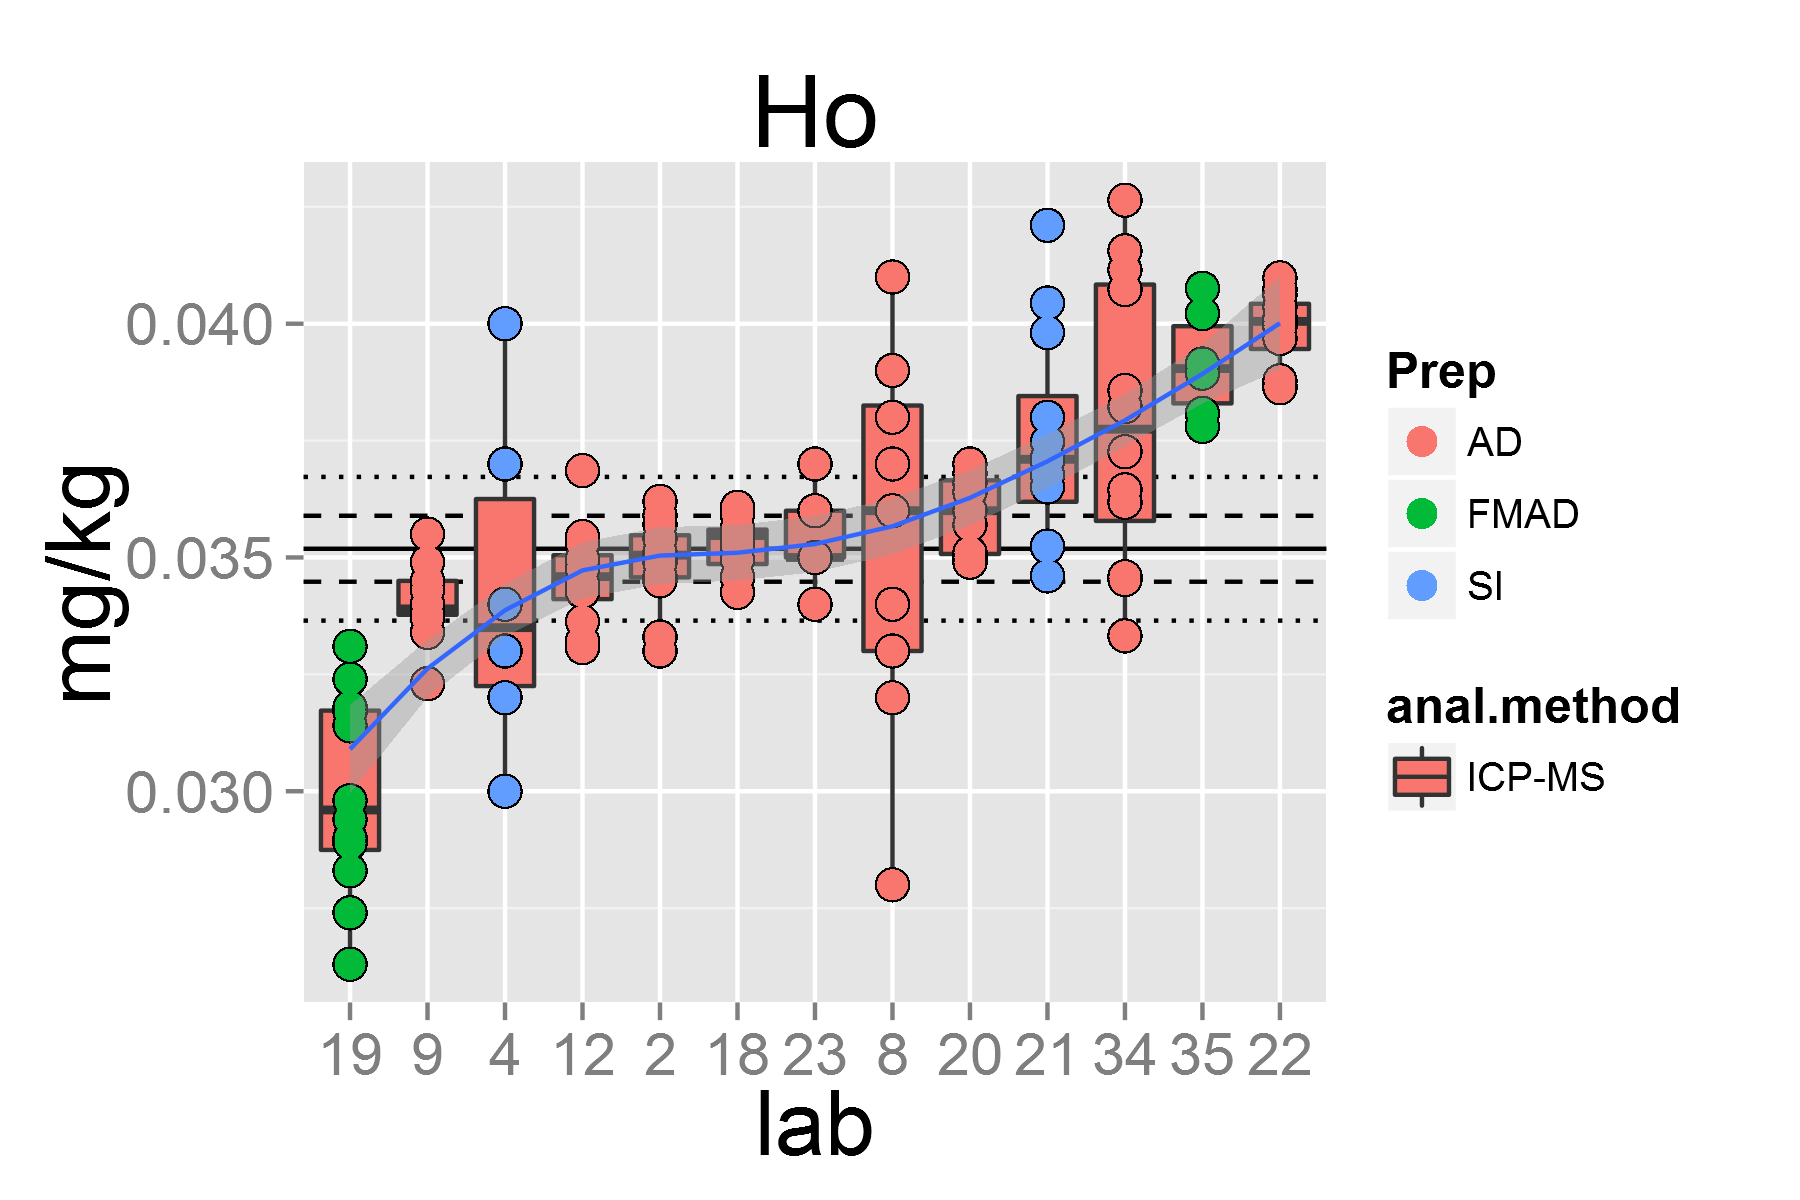 Ho
mg/kg
0.040
0.035
0.030
19 9 4 12 2 18 23 8 20 21 34 35 22
lab
Prep
AD
FMAD
SI
anal.method
ICP-MS